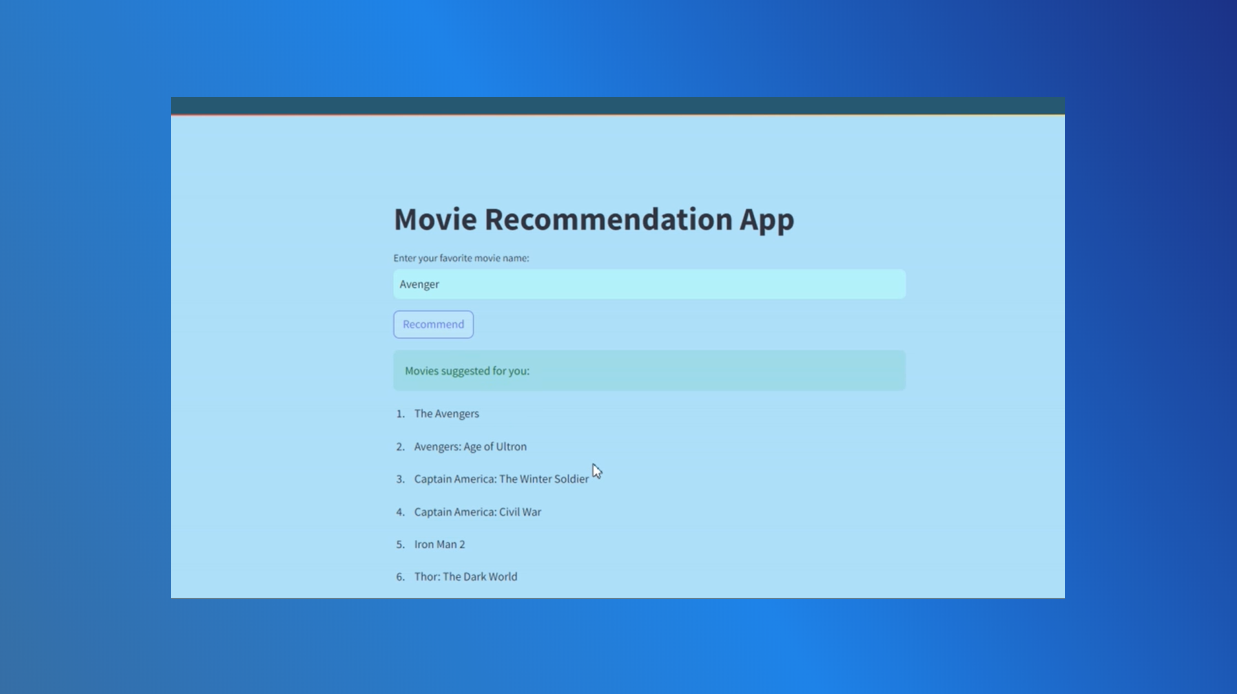 Movie Recommendation App
Enter your favorite movie name:
Avenger
Recommend
Movies suggested for you:
1. The Avengers
2. Avengers: Age of Ultron
3. Captain America: The Winter Soldier
4. Captain America: Civil War
5. Iron Man 2
6. Thor: The Dark World